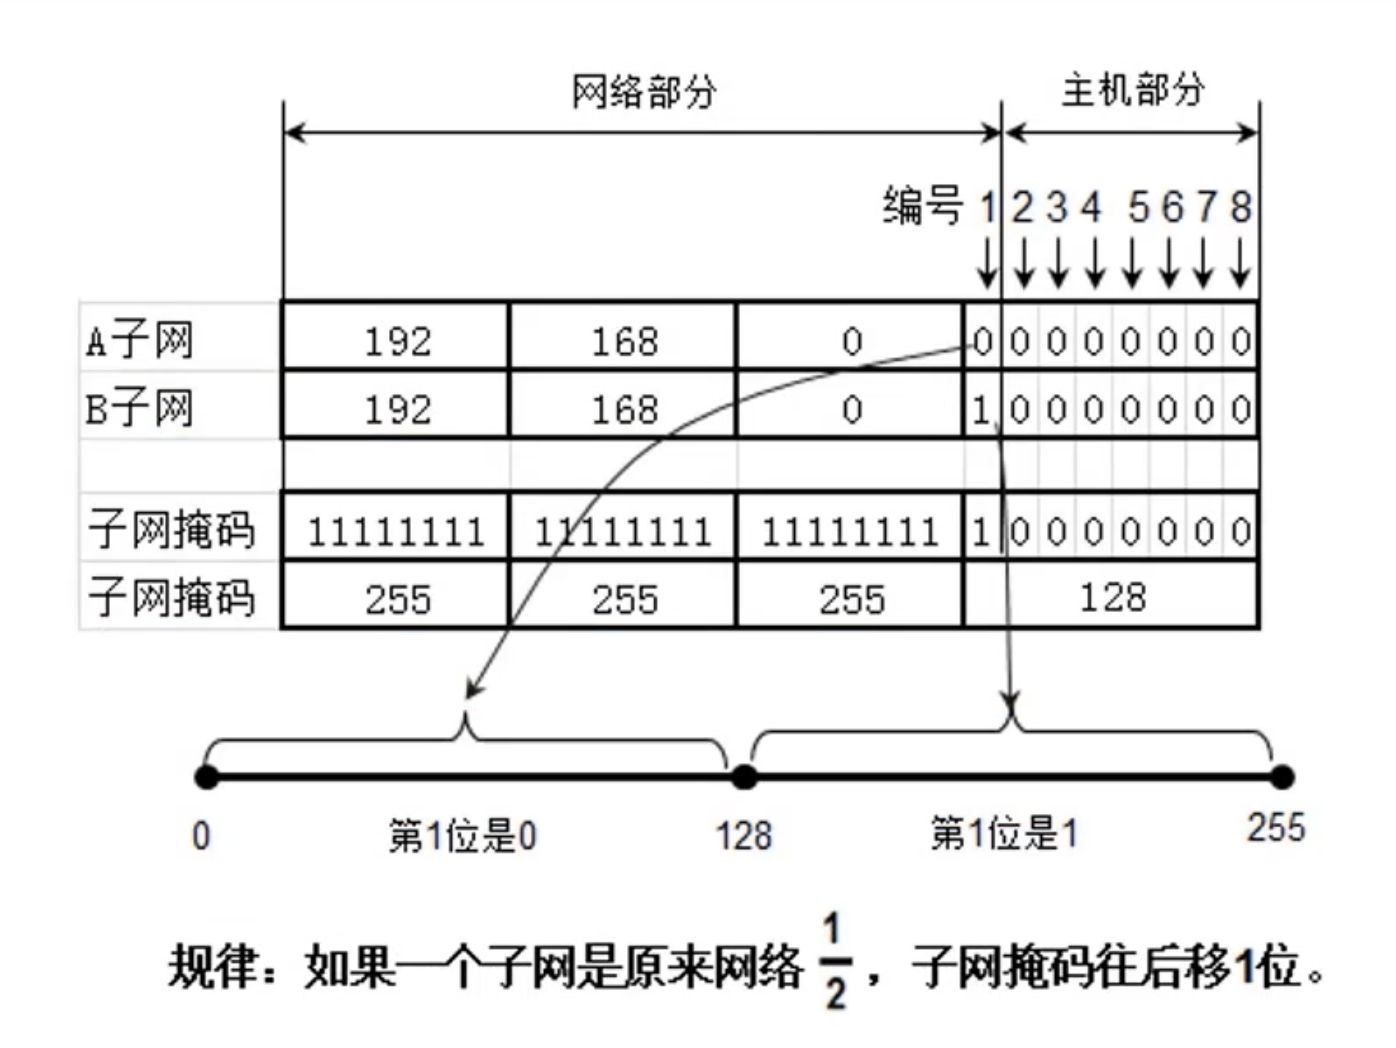 网络部分 主机部分
编号 1 2 3 4 5 6 7 8
A子网 192 168 0 0 0 0 0 0 0 0 0
B子网 192 168 0 1 0 0 0 0 0 0 0
子网掩码 11111111 11111111 11111111 1 0 0 0 0 0 0 0
子网掩码 255 255 255 128
0 第1位是0 128 第1位是1 255
规律：如果一个子网是原来网络 1/2，子网掩码往后移1位。